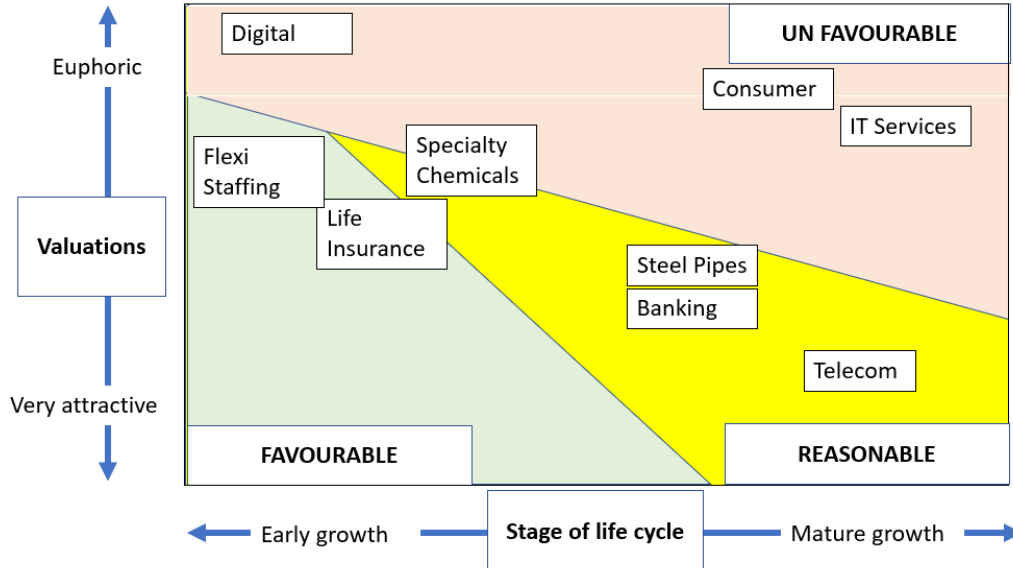 Digital
UN FAVOURABLE
Euphoric
Consumer
IT Services
Specialty
Chemicals
Flexi
Staffing
Life
Insurance
Valuations
Steel Pipes
Banking
Telecom
Very attractive
FAVOURABLE
REASONABLE
Early growth
Stage of life cycle
Mature growth